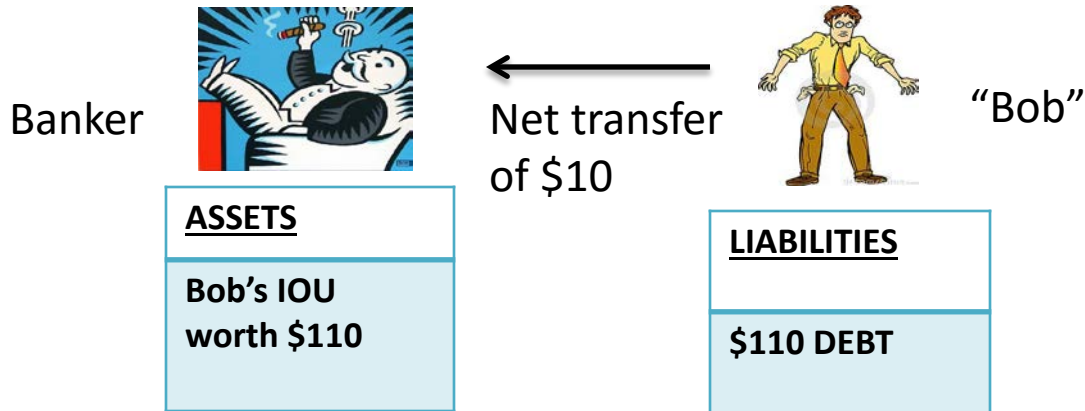 Banker
Net transfer
of $10
“Bob”
ASSETS
Bob’s IOU
worth $110
LIABILITIES
$110 DEBT